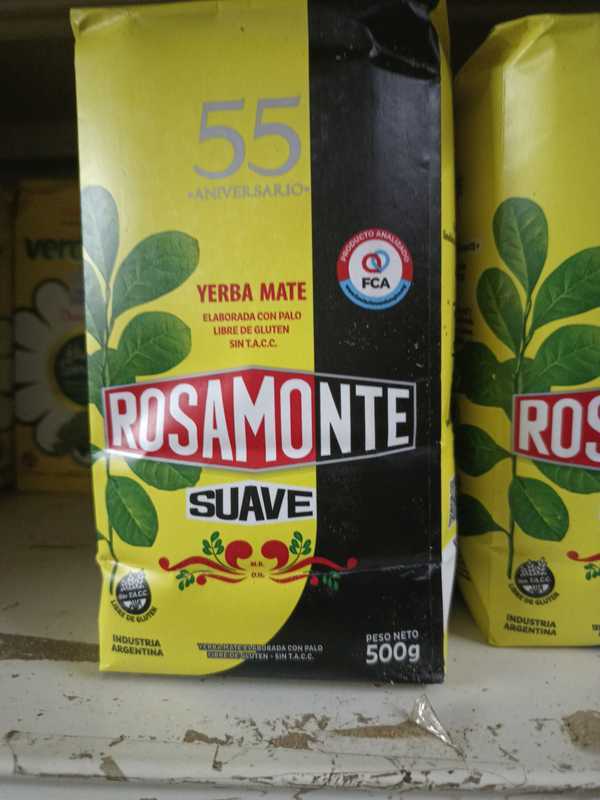 55
•ANIVERSARIO•
PRODUCTO ANALIZADO
FCA
YERBA MATE
ELABORADA CON PALO
LIBRE DE GLUTEN
SIN T.A.C.C.
ROSAMONTE
SUAVE
M.R.
D.H.
Sin T.A.C.C.
LIBRE DE GLUTEN
INDUSTRIA
ARGENTINA
YERBA MATE ELABORADA CON PALO
LIBRE DE GLUTEN - SIN T.A.C.C.
PESO NETO
500g
ROS
Sin T.A.C.C.
LIBRE DE GLUTEN
INDUSTRIA
ARGENTINA